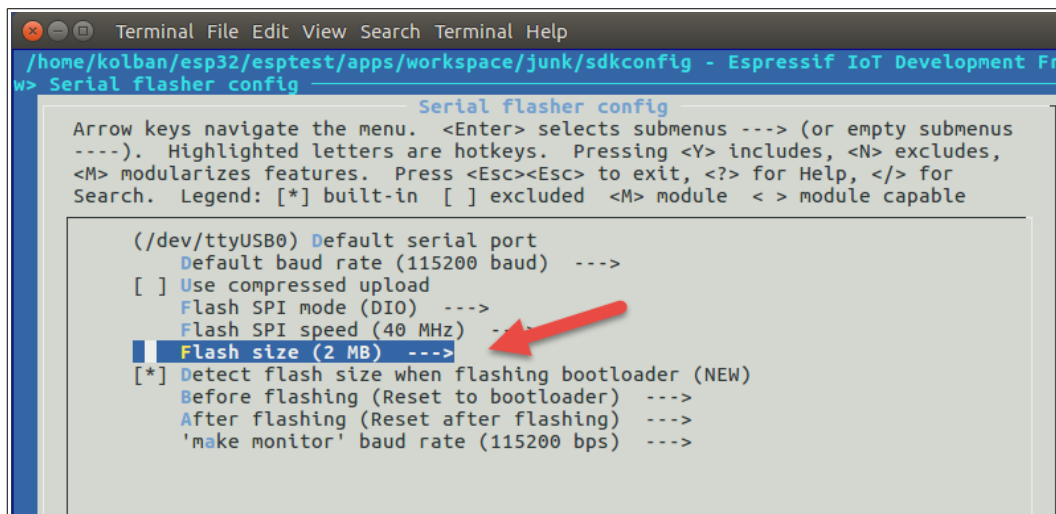 Terminal File Edit View Search Terminal Help
/home/kolban/esp32/esptest/apps/workspace/junk/sdkconfig - Espressif IoT Development Fr
w> Serial flasher config
Serial flasher config
Arrow keys navigate the menu.  <Enter> selects submenus ---> (or empty submenus
----).  Highlighted letters are hotkeys.  Pressing <Y> includes, <N> excludes,
<M> modularizes features.  Press <Esc><Esc> to exit, <?> for Help, </> for
Search.  Legend: [*] built-in  [ ] excluded  <M> module  < > module capable
(/dev/ttyUSB0) Default serial port
Default baud rate (115200 baud)  --->
[ ] Use compressed upload
Flash SPI mode (DIO)  --->
Flash SPI speed (40 MHz)  --->
Flash size (2 MB)  --->
[*] Detect flash size when flashing bootloader (NEW)
Before flashing (Reset to bootloader)  --->
After flashing (Reset after flashing)  --->
'make monitor' baud rate (115200 bps)  --->